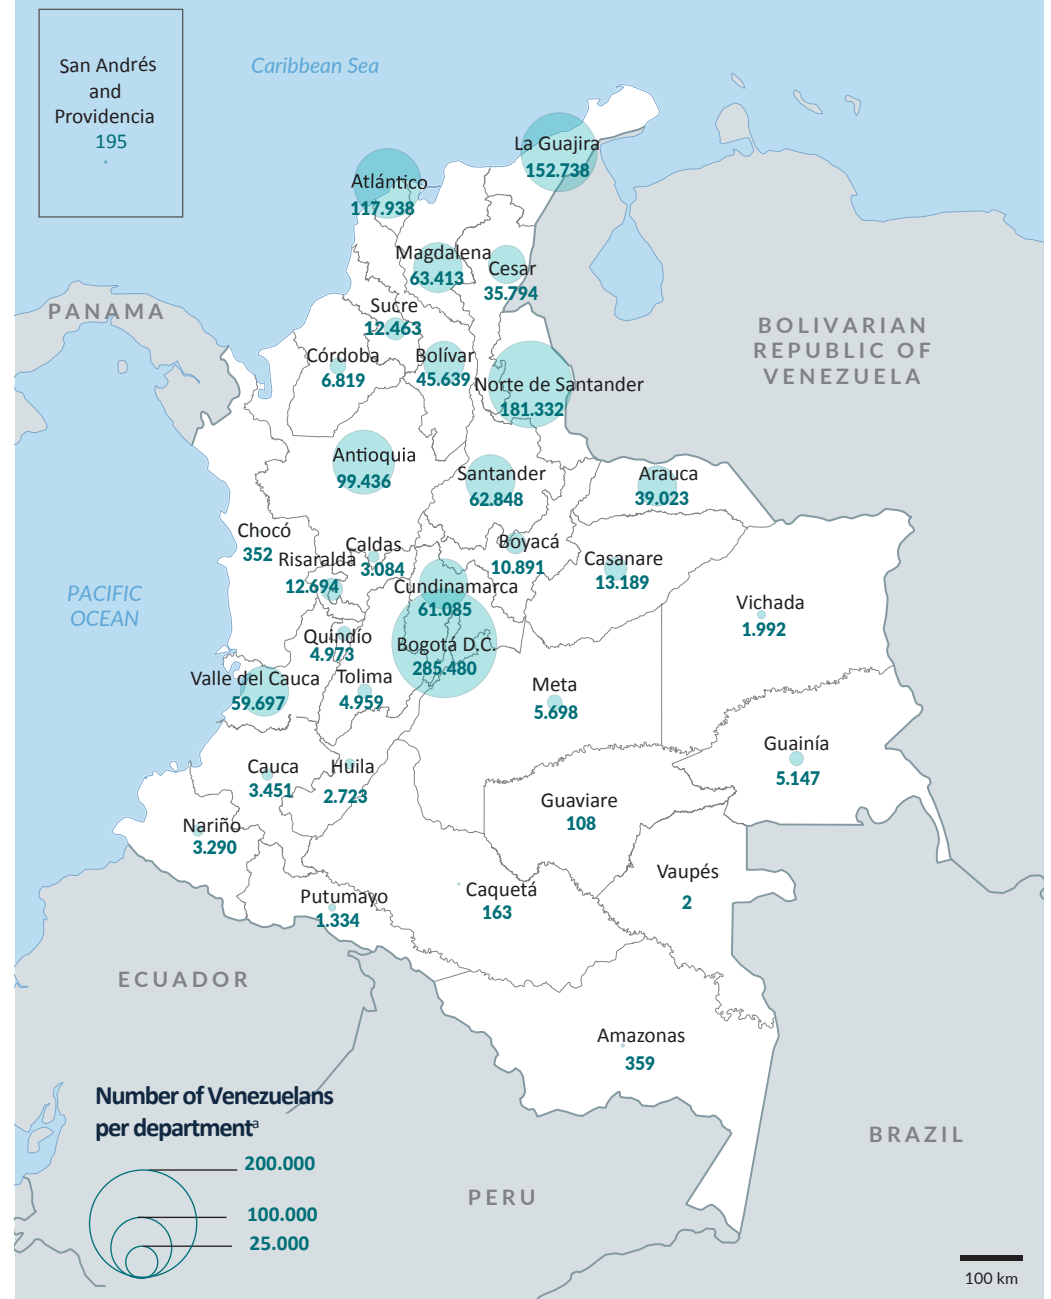 San Andrés
and
Providencia
195
Caribbean Sea
La Guajira
152.738
Atlántico
117.938
Magdalena
63.413
Cesar
35.794
Sucre
12.463
PANAMA
BOLIVARIAN
REPUBLIC OF
VENEZUELA
Córdoba
6.819
Bolívar
45.639
Norte de Santander
181.332
Antioquia
99.436
Santander
62.848
Arauca
39.023
Chocó
352
Risaralda
12.694
Caldas
3.084
Boyacá
10.891
Casanare
13.189
Cundinamarca
61.085
PACIFIC
OCEAN
Vichada
1.992
Quindío
4.973
Bogotá D.C.
285.480
Valle del Cauca
59.697
Tolima
4.959
Meta
5.698
Guainía
5.147
Cauca
3.451
Huila
2.723
Guaviare
108
Nariño
3.290
Vaupés
2
Putumayo
1.334
Caquetá
163
ECUADOR
Amazonas
359
Number of Venezuelans
per departmentᵃ
200.000
100.000
25.000
BRAZIL
PERU
100 km